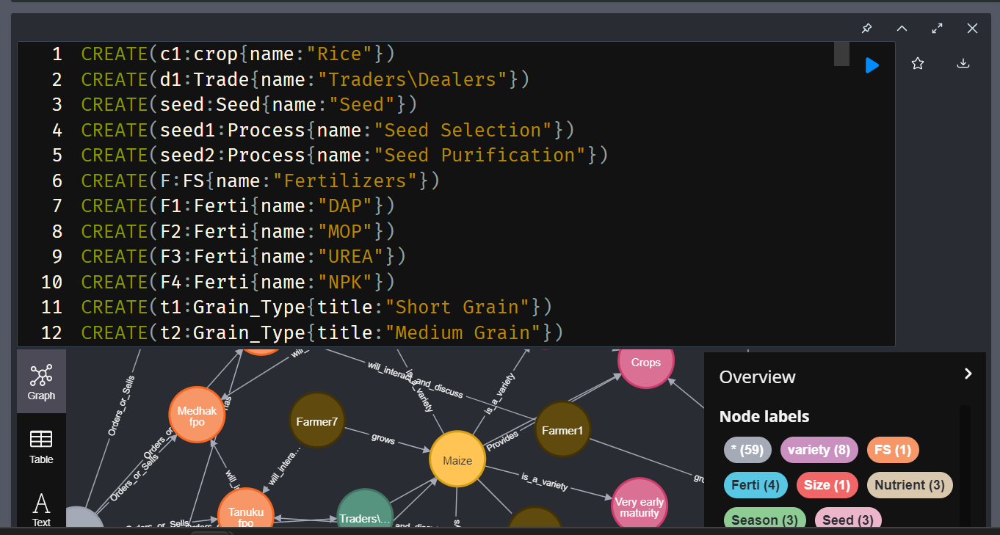 1 CREATE(c1:crop{name:"Rice"})
2 CREATE(d1:Trade{name:"Traders\Dealers"})
3 CREATE(seed:Seed{name:"Seed"})
4 CREATE(seed1:Process{name:"Seed Selection"})
5 CREATE(seed2:Process{name:"Seed Purification"})
6 CREATE(F:FS{name:"Fertilizers"})
7 CREATE(F1:Ferti{name:"DAP"})
8 CREATE(F2:Ferti{name:"MOP"})
9 CREATE(F3:Ferti{name:"UREA"})
10 CREATE(F4:Ferti{name:"NPK"})
11 CREATE(t1:Grain_Type{title:"Short Grain"})
12 CREATE(t2:Grain_Type{title:"Medium Grain"})
Graph
Table
Text
Orders_or_Sells
Medhak
fpo
Orders_or
Orders_or_Sells
has
will_
will_interact_and_discuss
is_a_variety
is_a_variety
Crops
Farmer7
grows
will_intera...
Maize
Provides
Farmer1
is_a_variety
Very early
maturity
Tanuku
fpo
Traders\...
Orders_or_Sells
and_
Overview
Node labels
* (59)
variety (8)
FS (1)
Ferti (4)
Size (1)
Nutrient (3)
Season (3)
Seed (3)